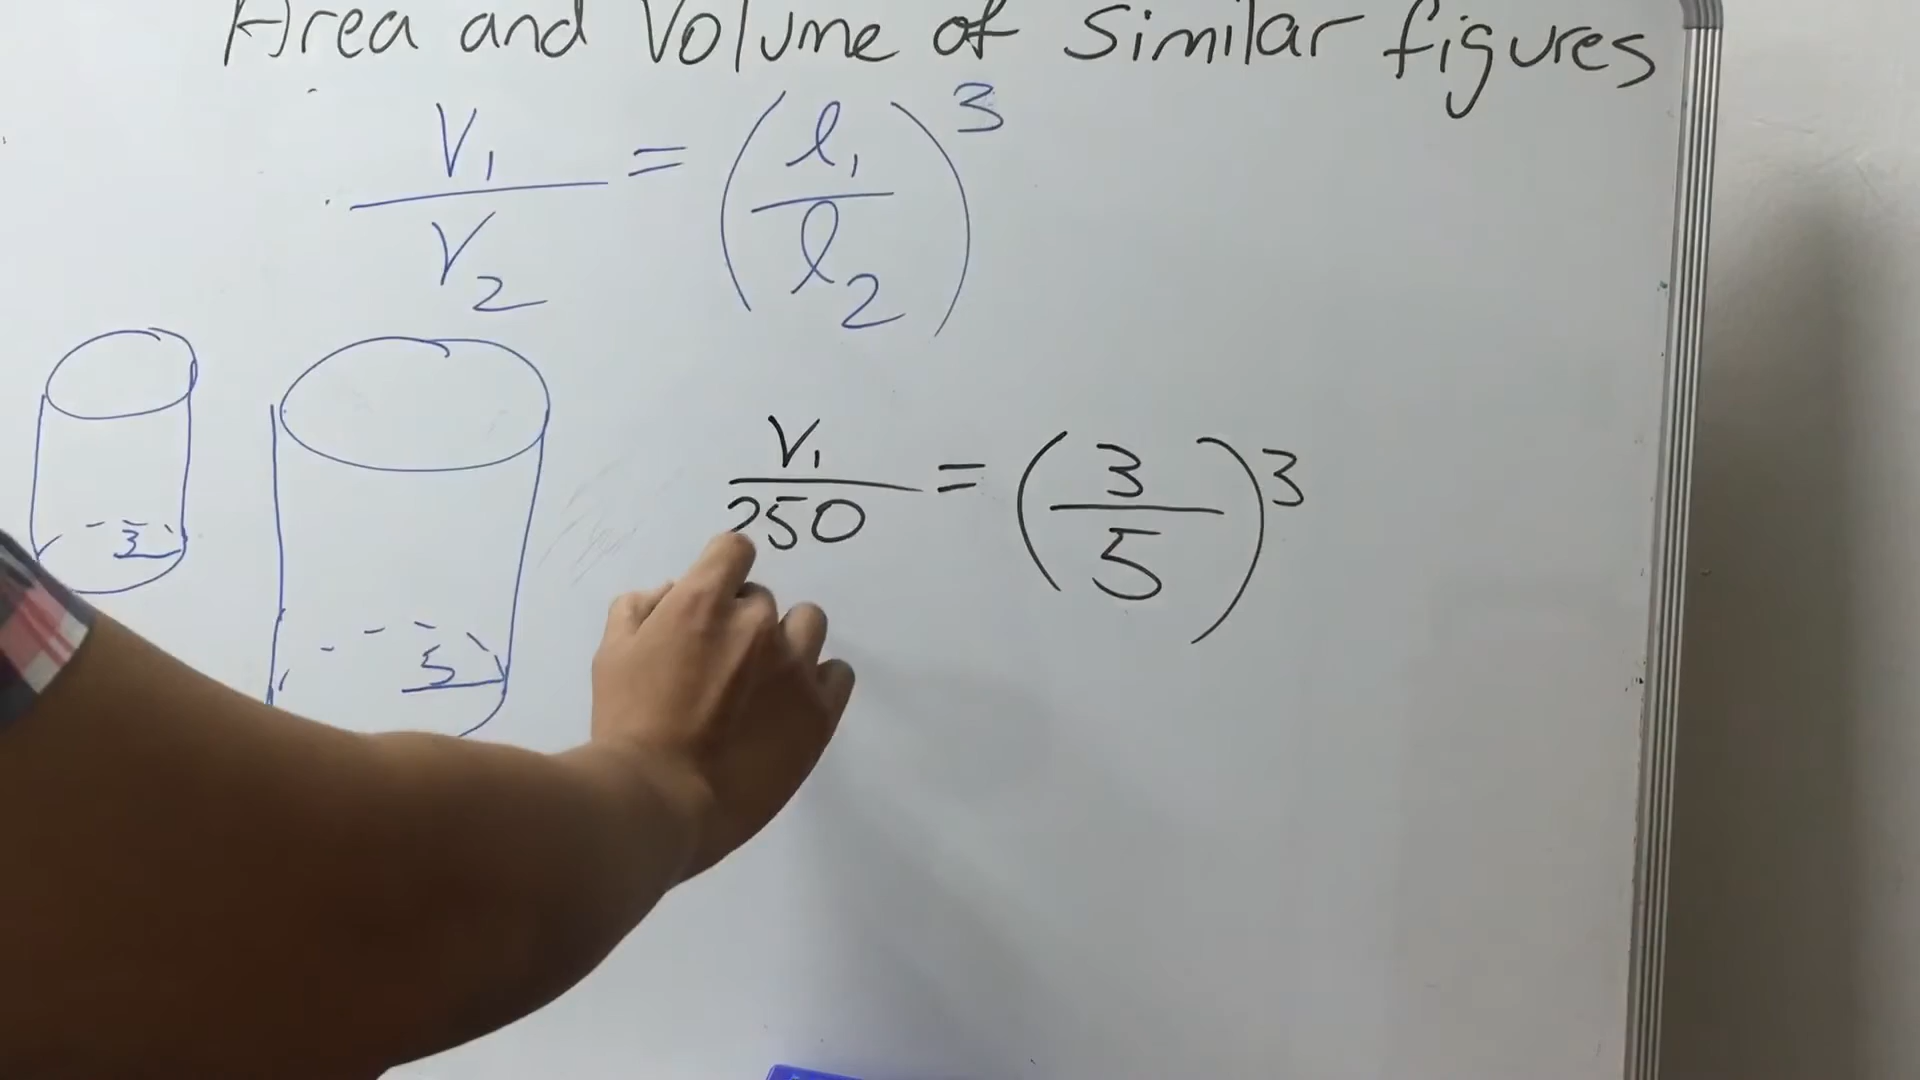 Area and Volume of Similar figures
V₁/V₂ = (l₁/l₂)³
3
5
V₁/250 = (3/5)³